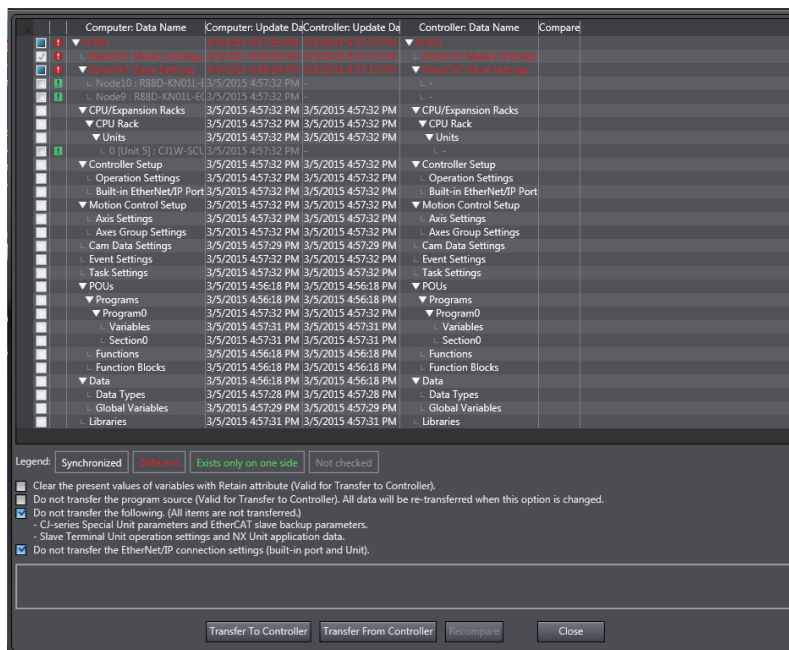 Computer: Data Name Computer: Update Da Controller: Update Da Controller: Data Name Compare
EtherCAT Master Settings EtherCAT Master Settings
EtherCAT Slave Settings EtherCAT Slave Settings
Node10 : R88D-KN01L-E 3/5/2015 4:57:32 PM - -
Node9 : R88D-KN01L-EC 3/5/2015 4:57:32 PM - -
CPU/Expansion Racks 3/5/2015 4:57:32 PM 3/5/2015 4:57:32 PM CPU/Expansion Racks
CPU Rack 3/5/2015 4:57:32 PM 3/5/2015 4:57:32 PM CPU Rack
Units 3/5/2015 4:57:32 PM 3/5/2015 4:57:32 PM Units
0 [Unit 5] : CJ1W-SCU 3/5/2015 4:57:32 PM - -
Controller Setup 3/5/2015 4:57:32 PM 3/5/2015 4:57:32 PM Controller Setup
Operation Settings 3/5/2015 4:57:32 PM 3/5/2015 4:57:32 PM Operation Settings
Built-in EtherNet/IP Port 3/5/2015 4:57:32 PM 3/5/2015 4:57:32 PM Built-in EtherNet/IP Port
Motion Control Setup 3/5/2015 4:57:32 PM 3/5/2015 4:57:32 PM Motion Control Setup
Axis Settings 3/5/2015 4:57:32 PM 3/5/2015 4:57:32 PM Axis Settings
Axes Group Settings 3/5/2015 4:57:32 PM 3/5/2015 4:57:32 PM Axes Group Settings
Cam Data Settings 3/5/2015 4:57:29 PM 3/5/2015 4:57:29 PM Cam Data Settings
Event Settings 3/5/2015 4:57:32 PM 3/5/2015 4:57:32 PM Event Settings
Task Settings 3/5/2015 4:57:32 PM 3/5/2015 4:57:32 PM Task Settings
POUs 3/5/2015 4:56:18 PM 3/5/2015 4:56:18 PM POUs
Programs 3/5/2015 4:56:18 PM 3/5/2015 4:56:18 PM Programs
Program0 3/5/2015 4:57:32 PM 3/5/2015 4:57:32 PM Program0
Variables 3/5/2015 4:57:31 PM 3/5/2015 4:57:31 PM Variables
Section0 3/5/2015 4:57:31 PM 3/5/2015 4:57:31 PM Section0
Functions 3/5/2015 4:56:18 PM 3/5/2015 4:56:18 PM Functions
Function Blocks 3/5/2015 4:56:18 PM 3/5/2015 4:56:18 PM Function Blocks
Data 3/5/2015 4:56:18 PM 3/5/2015 4:56:18 PM Data
Data Types 3/5/2015 4:57:28 PM 3/5/2015 4:57:28 PM Data Types
Global Variables 3/5/2015 4:57:29 PM 3/5/2015 4:57:29 PM Global Variables
Libraries 3/5/2015 4:57:31 PM 3/5/2015 4:57:31 PM Libraries
Legend: Synchronized Different Exists only on one side Not checked
Clear the present values of variables with Retain attribute (Valid for Transfer to Controller).
Do not transfer the program source (Valid for Transfer to Controller). All data will be re-transferred when this option is changed.
Do not transfer the following. (All items are not transferred.)
- CJ-series Special Unit parameters and EtherCAT slave backup parameters.
- Slave Terminal Unit operation settings and NX Unit application data.
Do not transfer the EtherNet/IP connection settings (built-in port and Unit).
Transfer To Controller Transfer From Controller Recompare Close